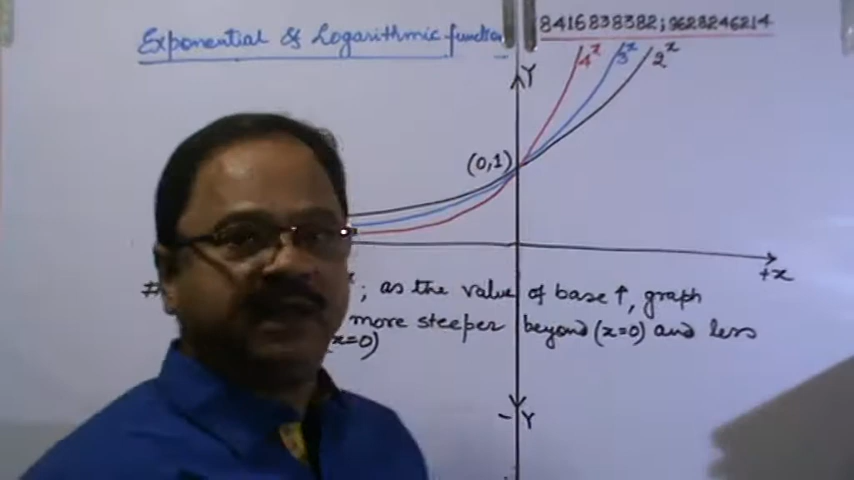 Exponential & Logarithmic function
8416838382; 9628246214
4^x 3^x 2^x
Y
(0,1)
+x
# ; as the value of base ↑, graph
more steeper beyond (x=0) and less
x=0)
-Y